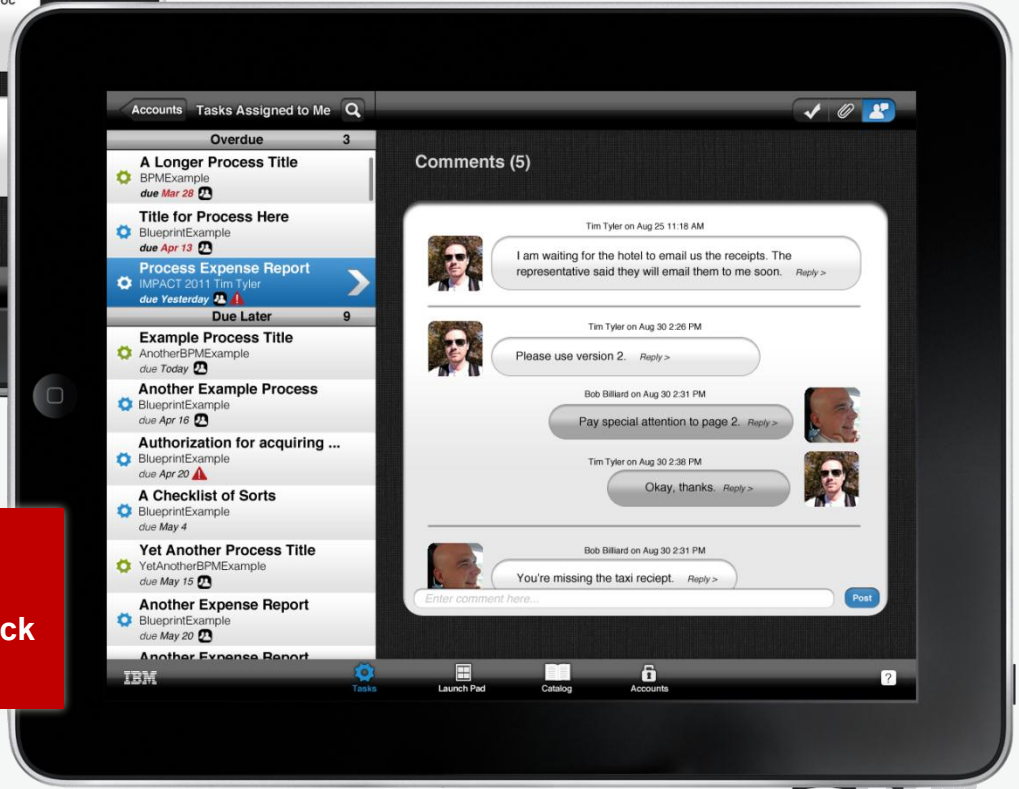 oc
Accounts
Tasks Assigned to Me
Overdue 3
A Longer Process Title
BPMExample
due Mar 28
Title for Process Here
BlueprintExample
due Apr 13
Process Expense Report
IMPACT 2011 Tim Tyler
due Yesterday
Due Later 9
Example Process Title
AnotherBPMExample
due Today
Another Example Process
BlueprintExample
due Apr 16
Authorization for acquiring ...
BlueprintExample
due Apr 20
A Checklist of Sorts
BlueprintExample
due May 4
Yet Another Process Title
YetAnotherBPMExample
due May 15
Another Expense Report
BlueprintExample
due May 20
Another Expense Report
Comments (5)
Tim Tyler on Aug 25 11:18 AM
I am waiting for the hotel to email us the receipts. The
representative said they will email them to me soon. Reply >
Tim Tyler on Aug 30 2:26 PM
Please use version 2. Reply >
Bob Billiard on Aug 30 2:31 PM
Pay special attention to page 2. Reply >
Tim Tyler on Aug 30 2:38 PM
Okay, thanks. Reply >
Bob Billiard on Aug 30 2:31 PM
You're missing the taxi reciept. Reply >
Enter comment here...
Post
IBM
Tasks
Launch Pad
Catalog
Accounts
?
ck